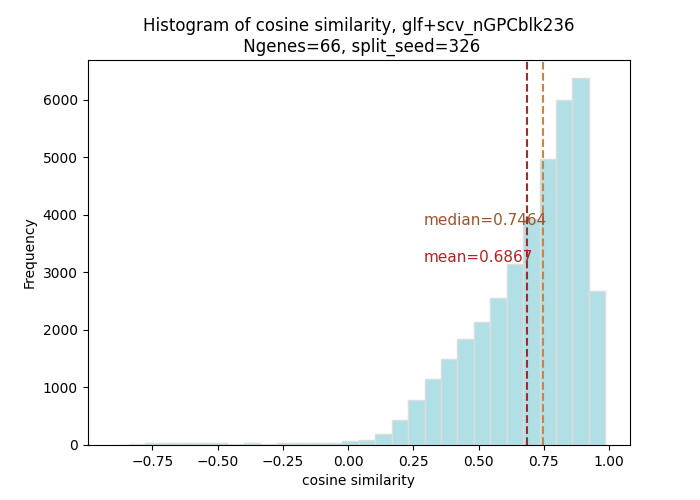 Histogram of cosine similarity, glf+scv_nGPCblk236
Ngenes=66, split_seed=326
Frequency
6000
5000
4000
3000
2000
1000
0
median=0.7464
mean=0.6867
−0.75 −0.50 −0.25 0.00 0.25 0.50 0.75 1.00
cosine similarity